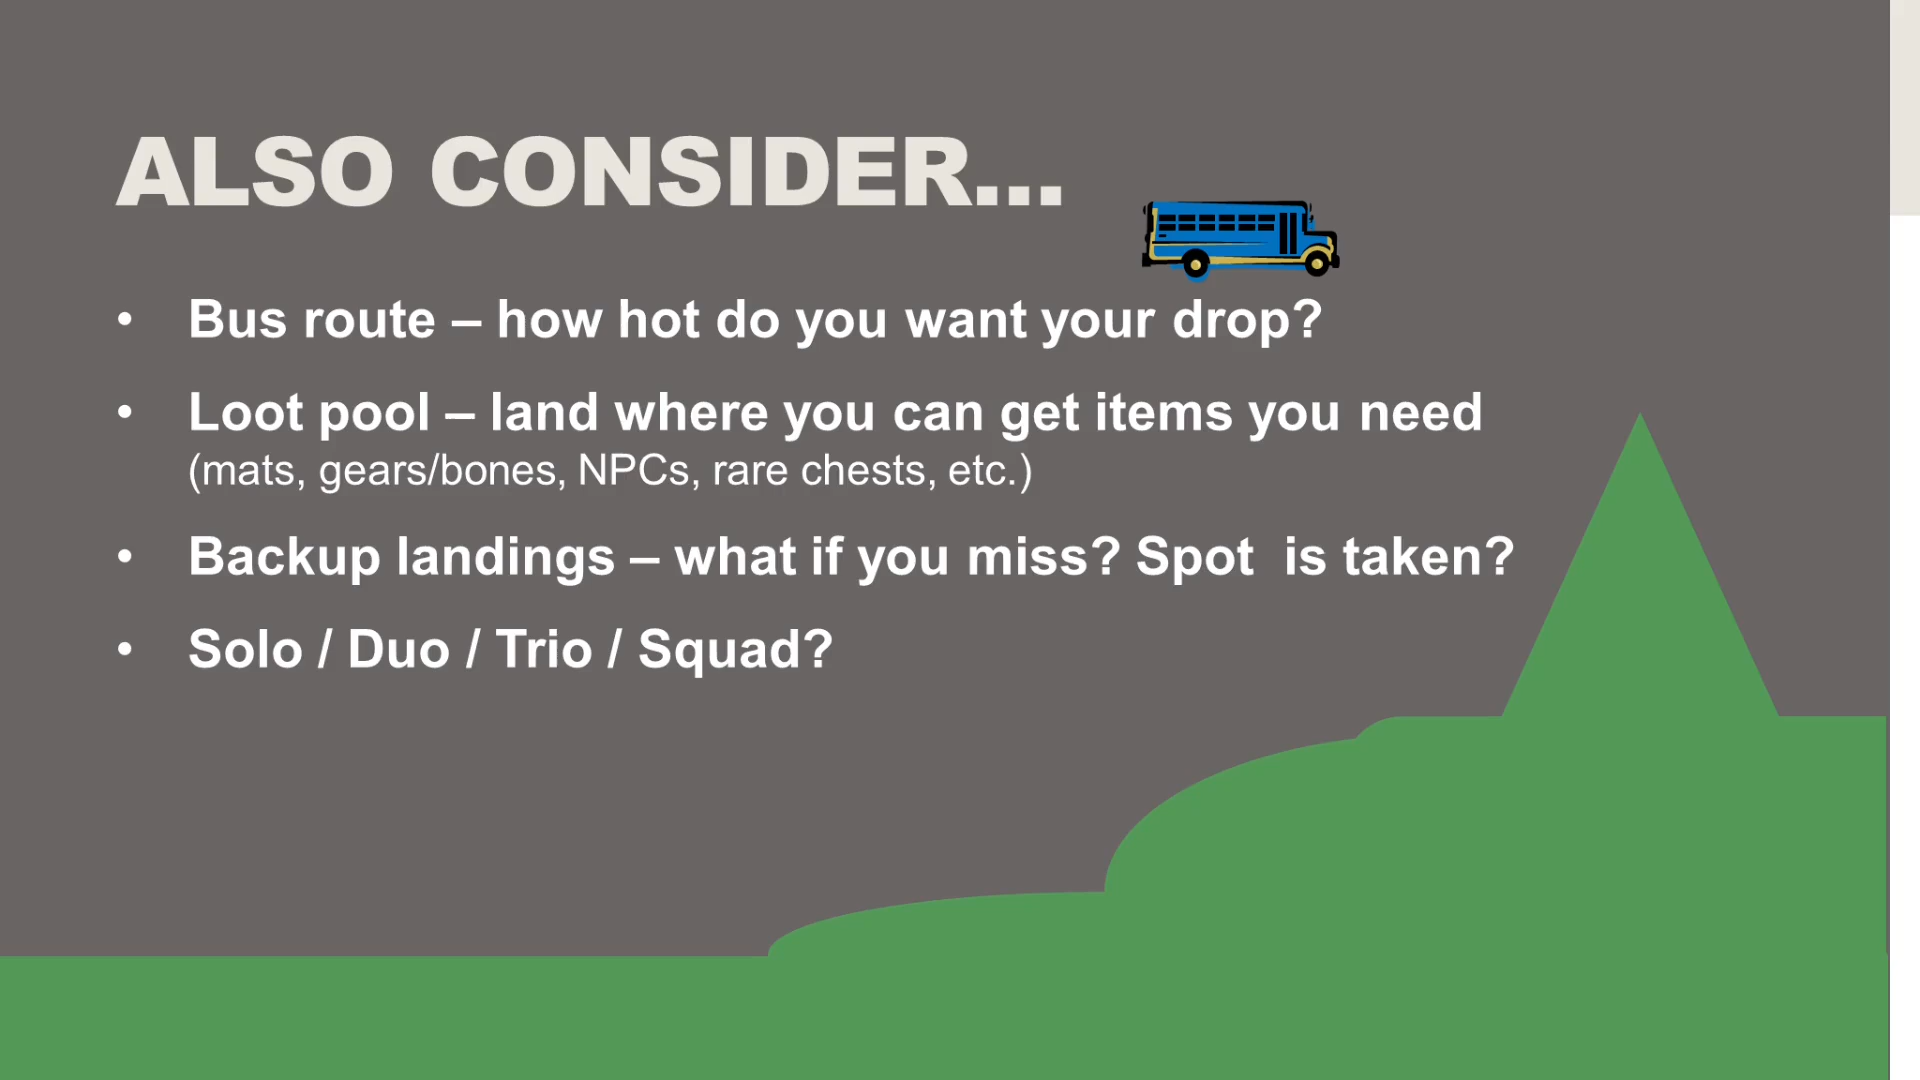 ALSO CONSIDER...
• Bus route – how hot do you want your drop?
• Loot pool – land where you can get items you need
(mats, gears/bones, NPCs, rare chests, etc.)
• Backup landings – what if you miss? Spot  is taken?
• Solo / Duo / Trio / Squad?